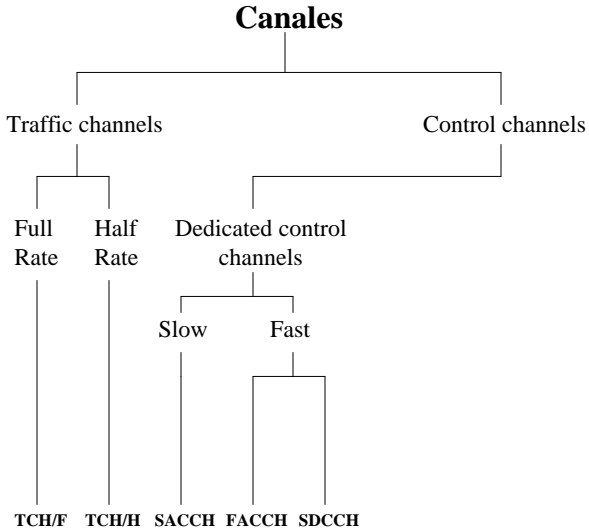 Canales
Traffic channels
Control channels
Full
Rate
Half
Rate
Dedicated control
channels
Slow
Fast
TCH/F
TCH/H
SACCH
FACCH
SDCCH